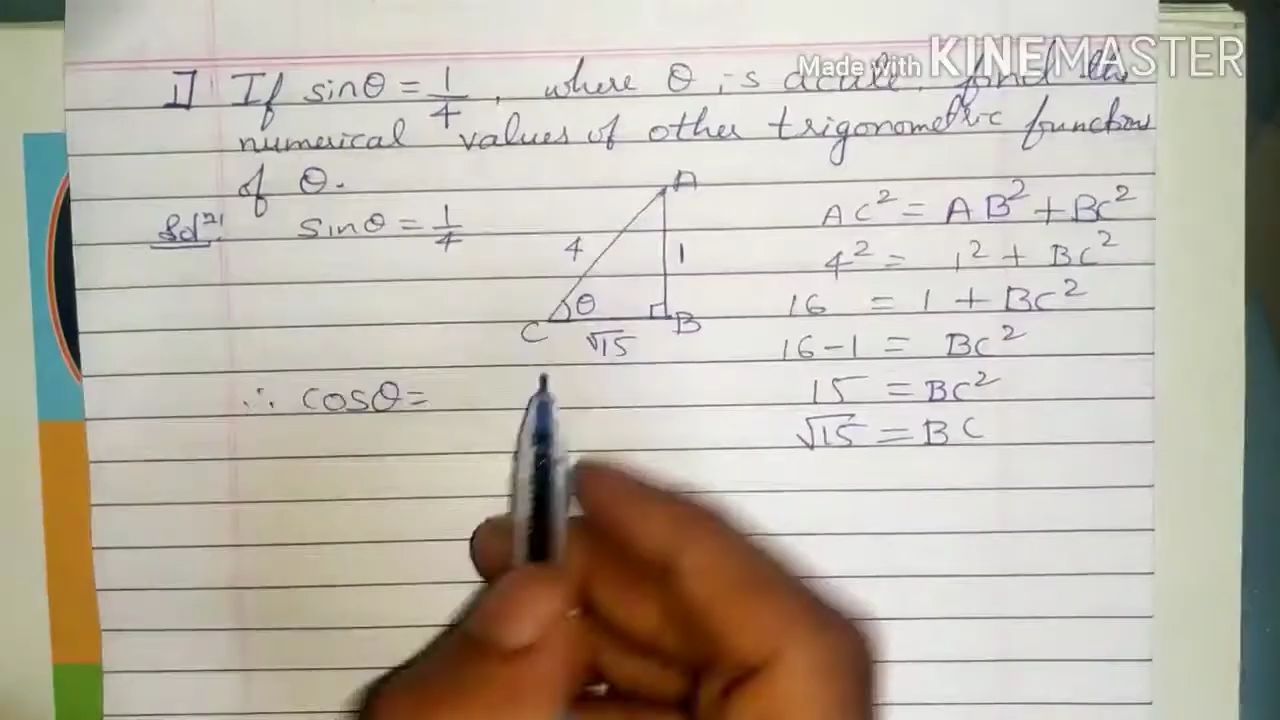 Made with KINEMASTER
1] If sinθ = 1/4, where θ is acute, find the
numerical values of other trigonometric functions
of θ.
Solⁿ: sinθ = 1/4
A
4
1
θ
C
B
√15
AC² = AB² + BC²
4² = 1² + BC²
16 = 1 + BC²
16-1 = BC²
15 = BC²
√15 = BC
∴ cosθ =